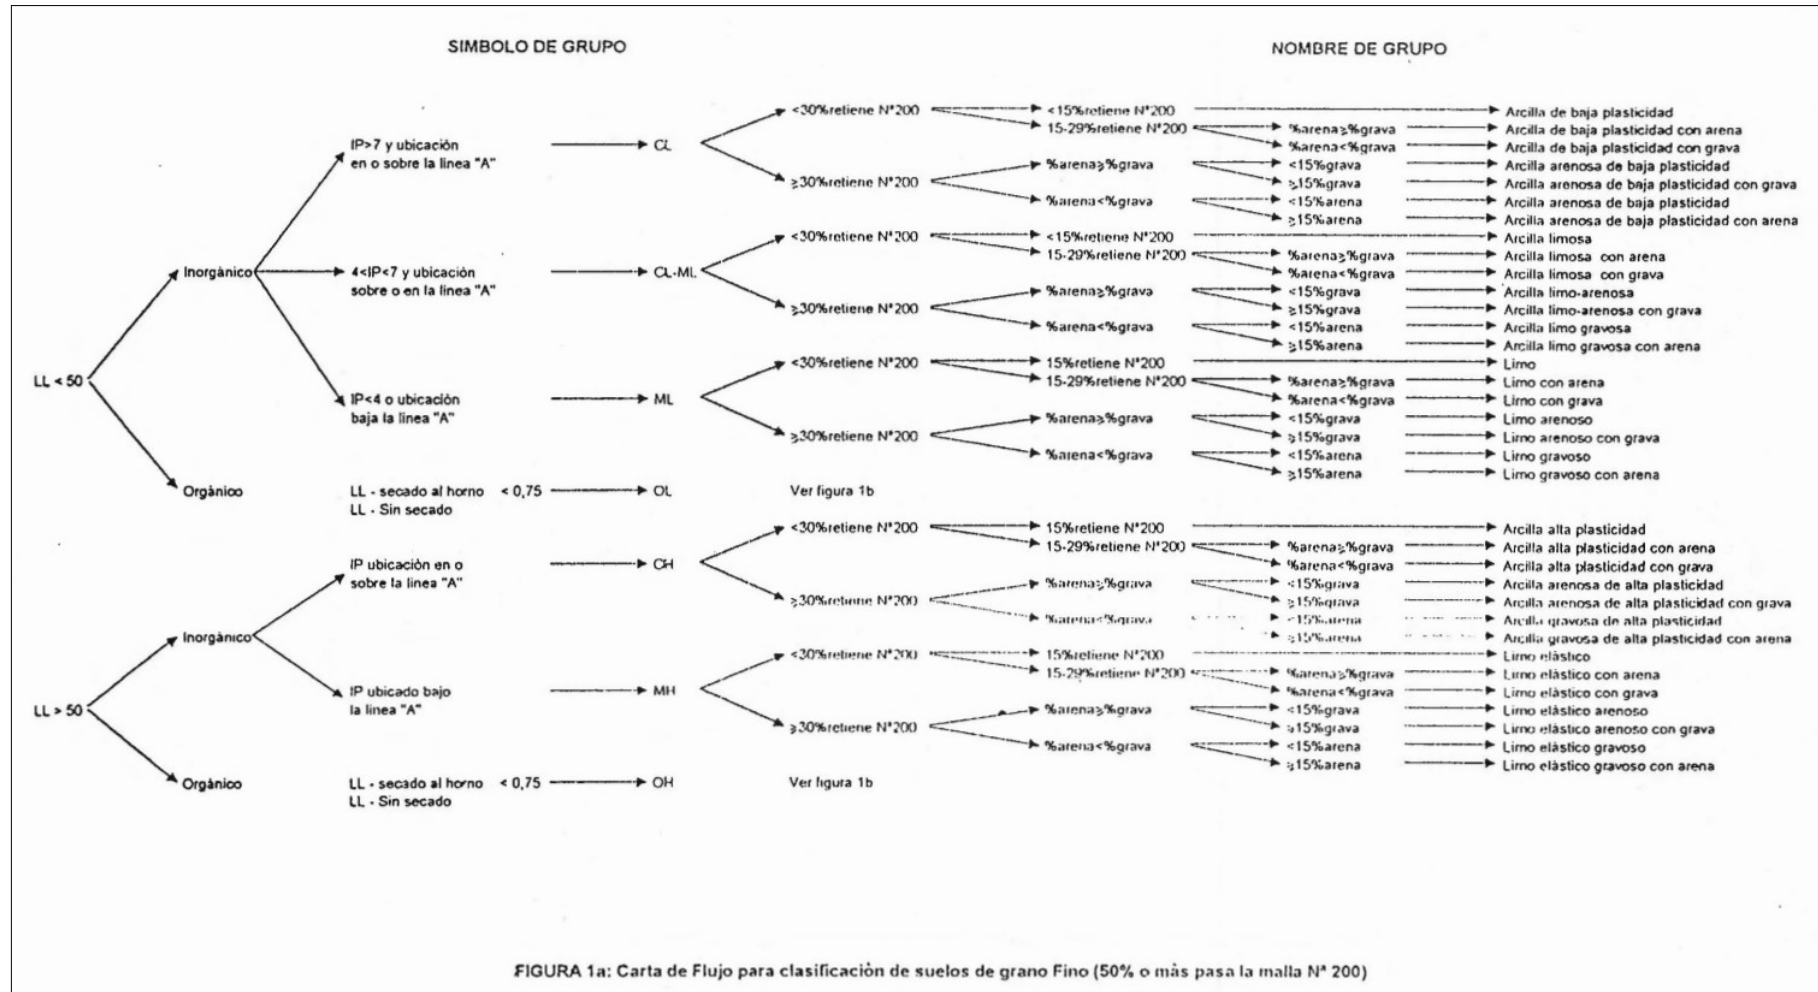 SIMBOLO DE GRUPO NOMBRE DE GRUPO
<30%retiene N°200 <15%retiene N°200 Arcilla de baja plasticidad
15-29%retiene N°200 %arena≥%grava Arcilla de baja plasticidad con arena
IP>7 y ubicación CL %arena<%grava Arcilla de baja plasticidad con grava
en o sobre la linea "A" %arena≥%grava <15%grava Arcilla arenosa de baja plasticidad
≥30%retiene N°200 ≥15%grava Arcilla arenosa de baja plasticidad con grava
%arena<%grava <15%arena Arcilla arenosa de baja plasticidad
≥15%arena Arcilla arenosa de baja plasticidad con arena
<30%retiene N°200 <15%retiene N°200 Arcilla limosa
15-29%retiene N°200 %arena≥%grava Arcilla limosa con arena
Inorgánico 4<IP<7 y ubicación CL-ML %arena<%grava Arcilla limosa con grava
sobre o en la linea "A" %arena≥%grava <15%grava Arcilla limo-arenosa
≥30%retiene N°200 ≥15%grava Arcilla limo-arenosa con grava
%arena<%grava <15%arena Arcilla limo gravosa
≥15%arena Arcilla limo gravosa con arena
<30%retiene N°200 15%retiene N°200 Limo
LL < 50 15-29%retiene N°200 %arena≥%grava Limo con arena
IP<4 o ubicación ML %arena<%grava Limo con grava
baja la linea "A" %arena≥%grava <15%grava Limo arenoso
≥30%retiene N°200 ≥15%grava Limo arenoso con grava
%arena<%grava <15%arena Limo gravoso
≥15%arena Limo gravoso con arena
Orgánico LL - secado al horno < 0,75 OL Ver figura 1b
LL - Sin secado
<30%retiene N°200 15%retiene N°200 Arcilla alta plasticidad
15-29%retiene N°200 %arena≥%grava Arcilla alta plasticidad con arena
IP ubicación en o CH %arena<%grava Arcilla alta plasticidad con grava
sobre la linea "A" %arena≥%grava <15%grava Arcilla arenosa de alta plasticidad
≥30%retiene N°200 ≥15%grava Arcilla arenosa de alta plasticidad con grava
%arena<%grava <15%arena Arcilla gravosa de alta plasticidad
Inorgánico ≥15%arena Arcilla gravosa de alta plasticidad con arena
<30%retiene N°200 15%retiene N°200 Limo elástico
15-29%retiene N°200 %arena≥%grava Limo elástico con arena
IP ubicado bajo MH %arena<%grava Limo elástico con grava
LL > 50 la linea "A" %arena≥%grava <15%grava Limo elástico arenoso
≥30%retiene N°200 ≥15%grava Limo elástico arenoso con grava
%arena<%grava <15%arena Limo elástico gravoso
≥15%arena Limo elástico gravoso con arena
Orgánico LL - secado al horno < 0,75 OH Ver figura 1b
LL - Sin secado
FIGURA 1a: Carta de Flujo para clasificación de suelos de grano Fino (50% o más pasa la malla N° 200)